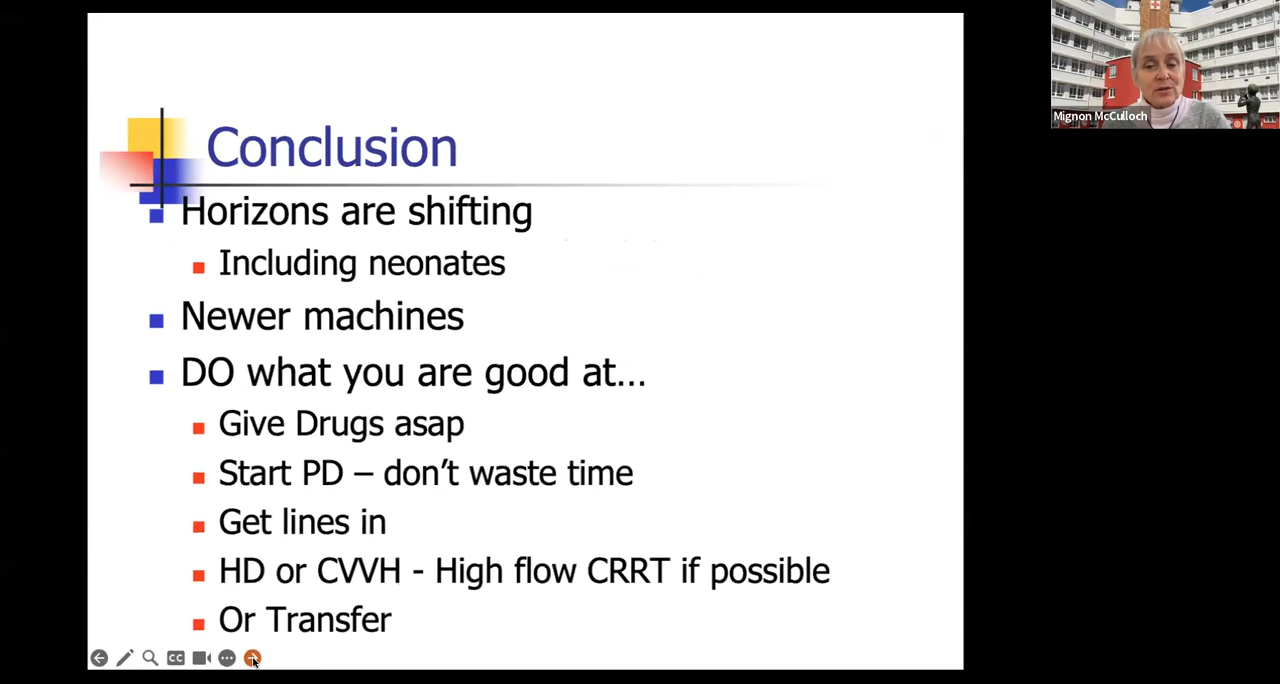 Conclusion
Horizons are shifting
Including neonates
Newer machines
DO what you are good at...
Give Drugs asap
Start PD – don’t waste time
Get lines in
HD or CVVH - High flow CRRT if possible
Or Transfer
CC
Mignon McCulloch